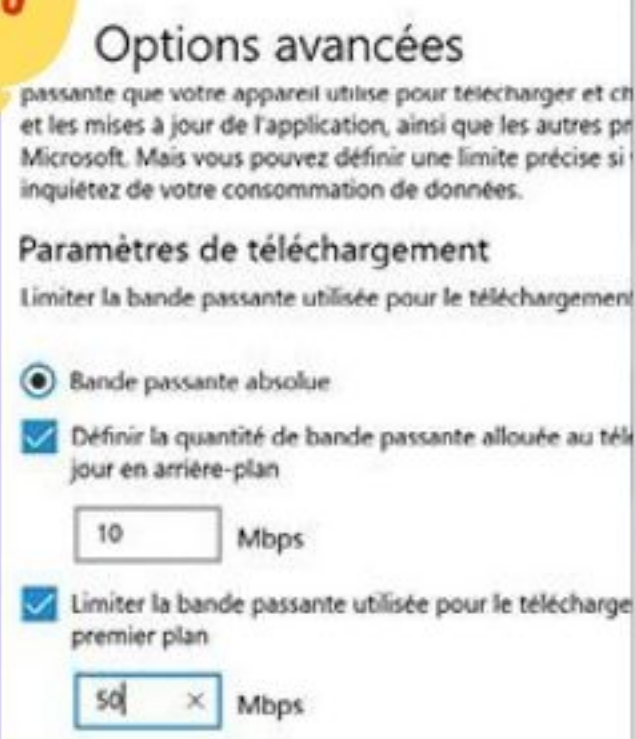 Options avancées
passante que votre appareil utilise pour télécharger et ch
et les mises à jour de l'application, ainsi que les autres pr
Microsoft. Mais vous pouvez définir une limite précise si
inquiétez de votre consommation de données.
Paramètres de téléchargement
Limiter la bande passante utilisée pour le téléchargement
Bande passante absolue
Définir la quantité de bande passante allouée au télé
jour en arrière-plan
10 Mbps
Limiter la bande passante utilisée pour le télécharge
premier plan
50 Mbps